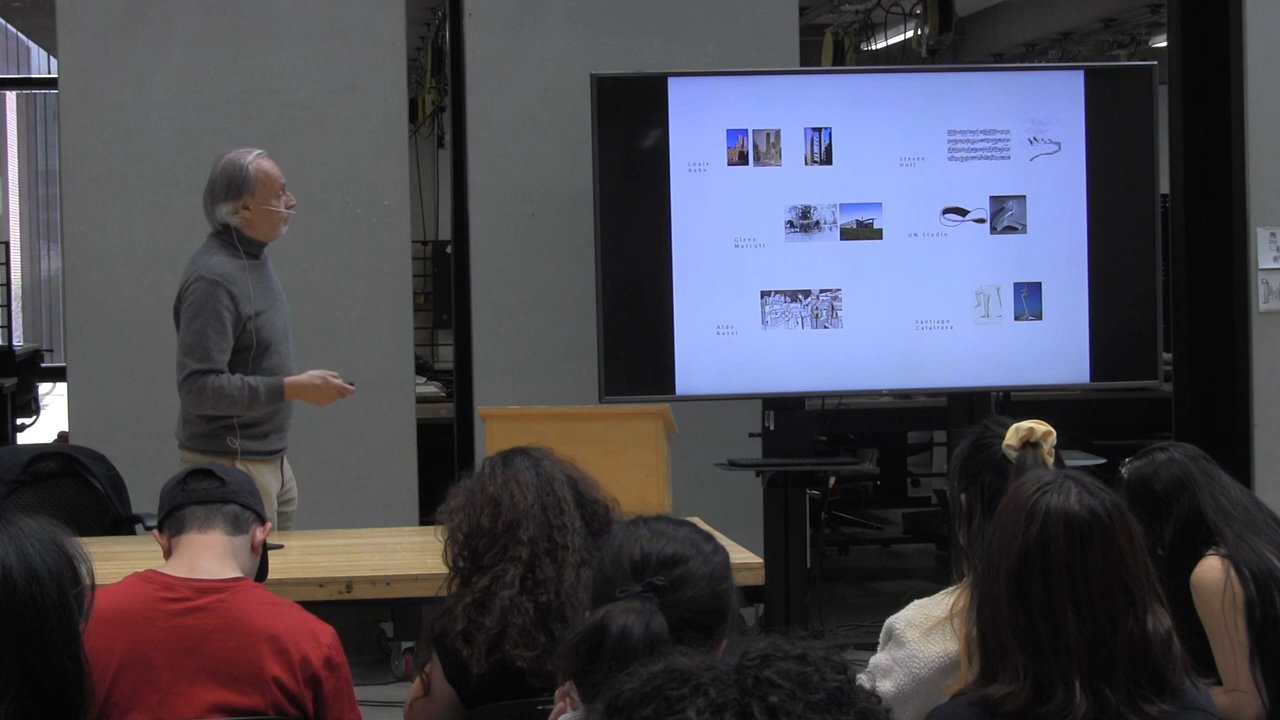 Louis
Kahn
Steven
Holl
Glenn
Murcutt
UN Studio
Aldo
Rossi
Santiago
Calatrava